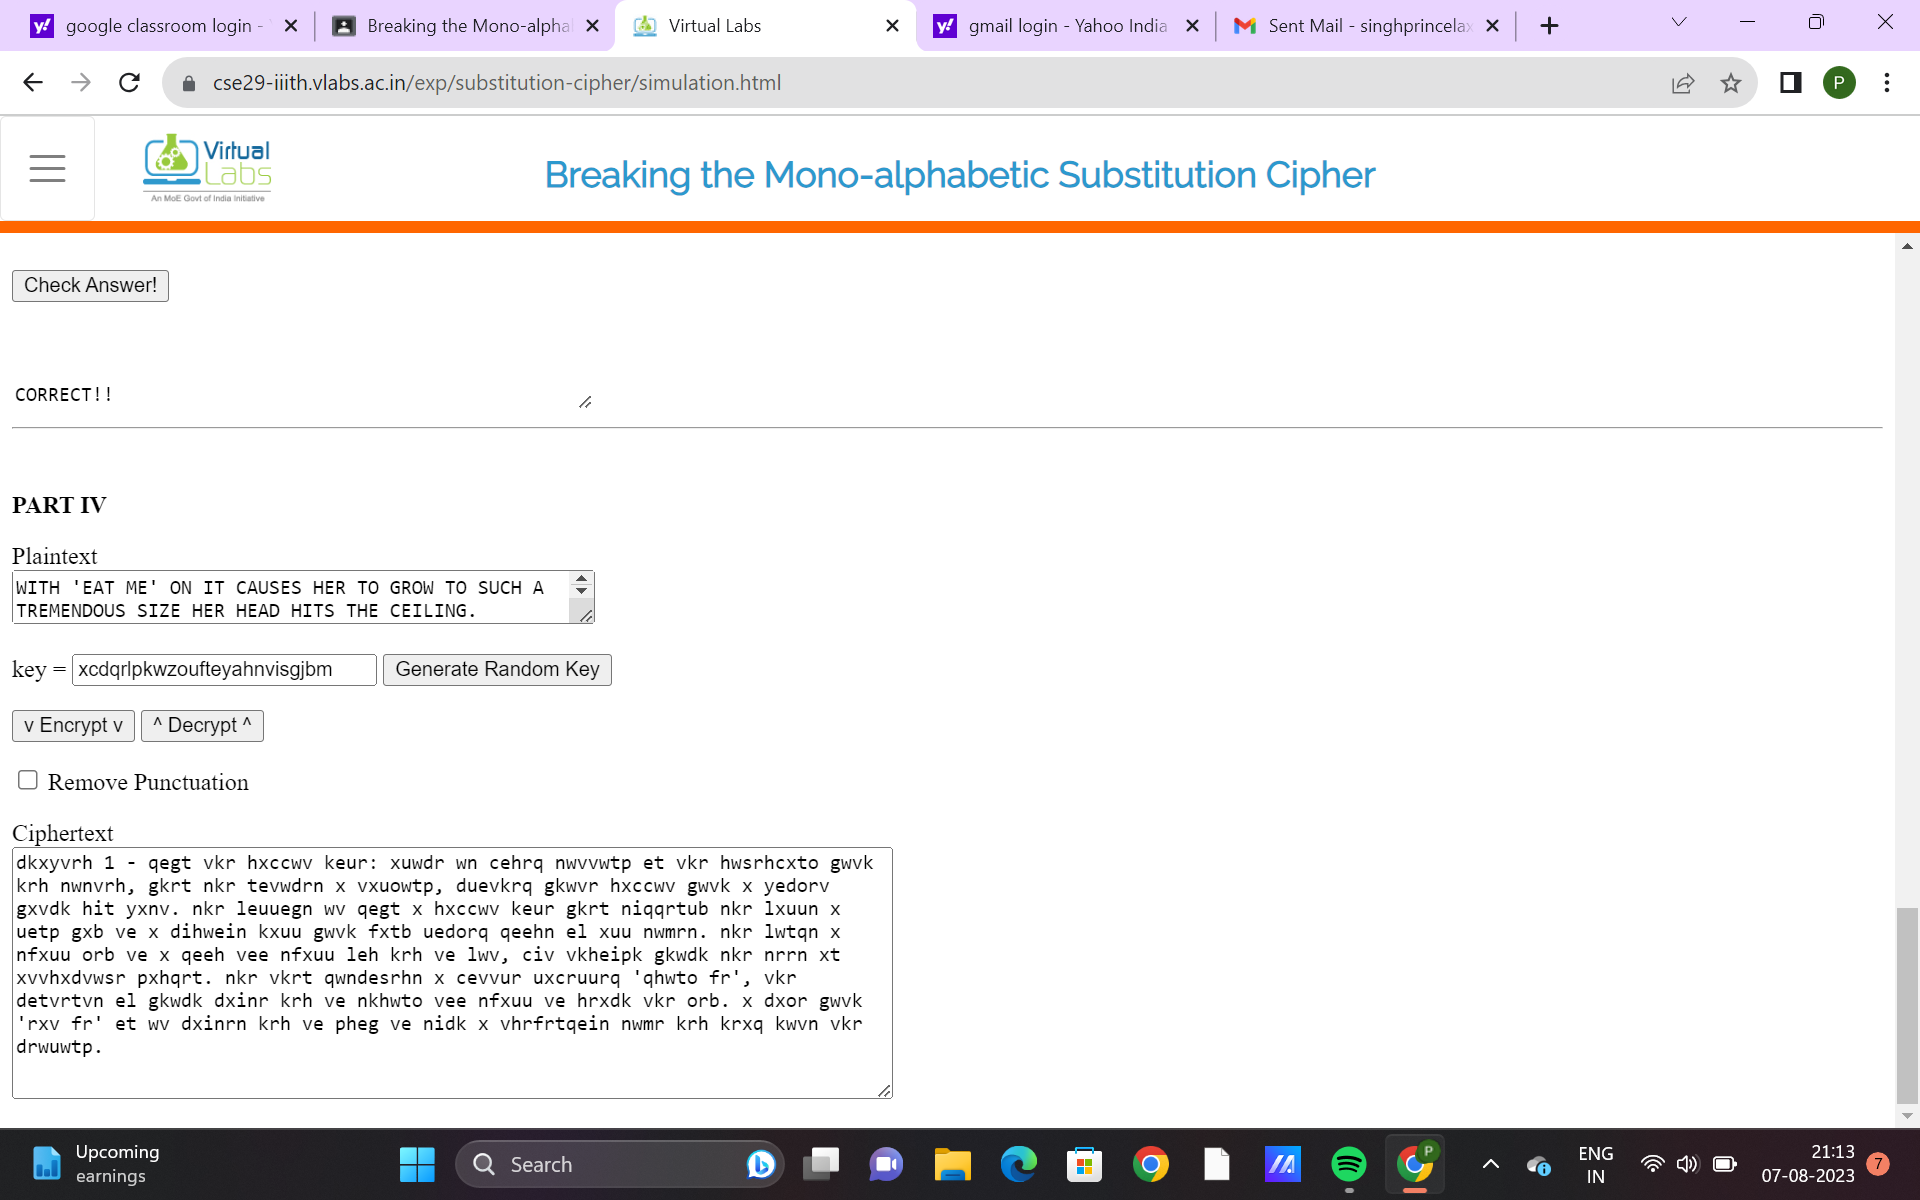 google classroom login -
Breaking the Mono-alpha
Virtual Labs
gmail login - Yahoo India
Sent Mail - singhprincelax
cse29-iiith.vlabs.ac.in/exp/substitution-cipher/simulation.html
P
Virtual
Labs
An MoE Govt of India Initiative
Breaking the Mono-alphabetic Substitution Cipher
Check Answer!
CORRECT!!
PART IV
Plaintext
WITH 'EAT ME' ON IT CAUSES HER TO GROW TO SUCH A
TREMENDOUS SIZE HER HEAD HITS THE CEILING.
key = xcdqrlpkwzoufteyahnvisgjbm Generate Random Key
v Encrypt v ^ Decrypt ^
Remove Punctuation
Ciphertext
dkxyvrh 1 - qegt vkr hxccwv keur: xuwdr wn cehrq nwvvwtp et vkr hwsrhcxto gwvk
krh nwnvrh, gkrt nkr tevwdrn x vxuowtp, duevkrq gkwvr hxccwv gwvk x yedorv
gxvdk hit yxnv. nkr leuuegn wv qegt x hxccwv keur gkrt niqqrtub nkr lxuun x
uetp gxb ve x dihwein kxuu gwvk fxtb uedorq qeehn el xuu nwmrn. nkr lwtqn x
nfxuu orb ve x qeeh vee nfxuu leh krh ve lwv, civ vkheipk gkwdk nkr nrrn xt
xvvhxdvwsr pxhqrt. nkr vkrt qwndesrhn x cevvur uxcruurq 'qhwto fr', vkr
detvrtvn el gkwdk dxinr krh ve nkhwto vee nfxuu ve hrxdk vkr orb. x dxor gwvk
'rxv fr' et wv dxinrn krh ve pheg ve nidk x vhrfrtqein nwmr krh krxq kwvn vkr
drwuwtp.
Upcoming
earnings
Search
P
ENG
IN
21:13
07-08-2023
7